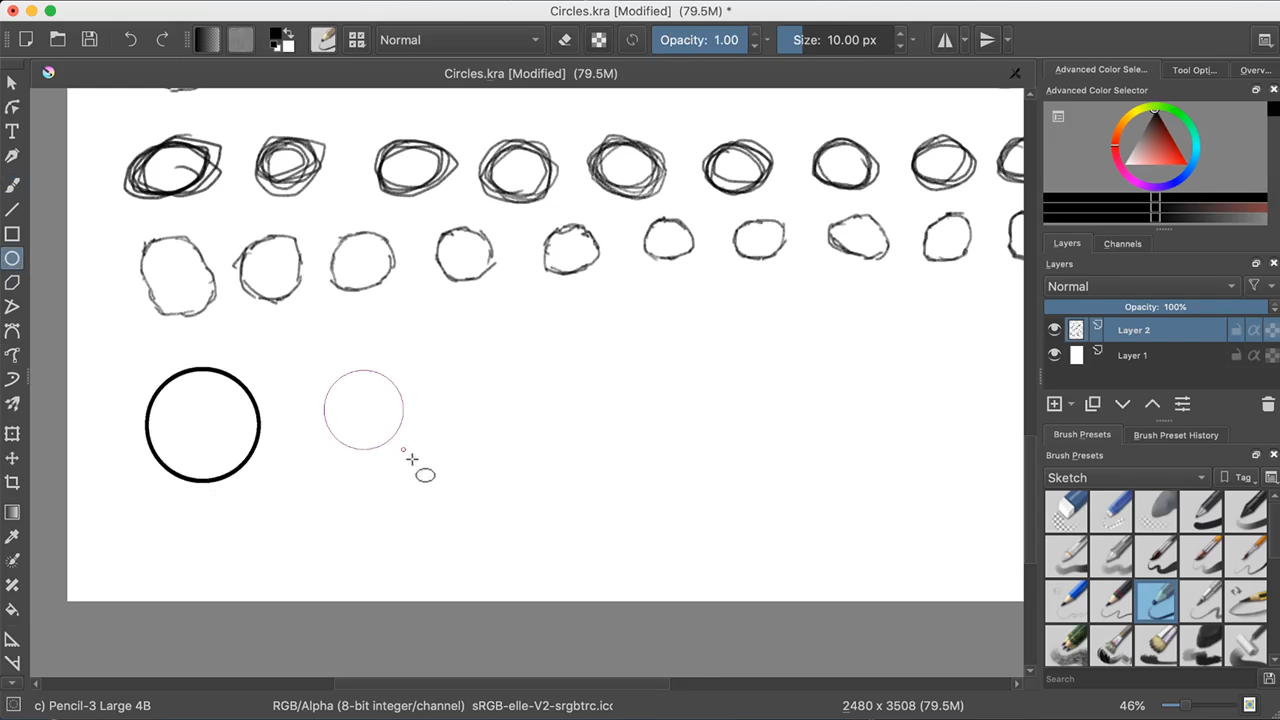 Circles.kra [Modified] (79.5M) *
Normal
Opacity: 1.00
Size: 10.00 px
Circles.kra [Modified] (79.5M)
Advanced Color Sele...
Tool Opti...
Overv...
Advanced Color Selector
Layers
Channels
Layers
Normal
Opacity: 100%
Layer 2
Layer 1
Brush Presets
Brush Preset History
Brush Presets
Sketch
Tag
Search
c) Pencil-3 Large 4B
RGB/Alpha (8-bit integer/channel) sRGB-elle-V2-srgbtrc.icc
2480 x 3508 (79.5M)
46%